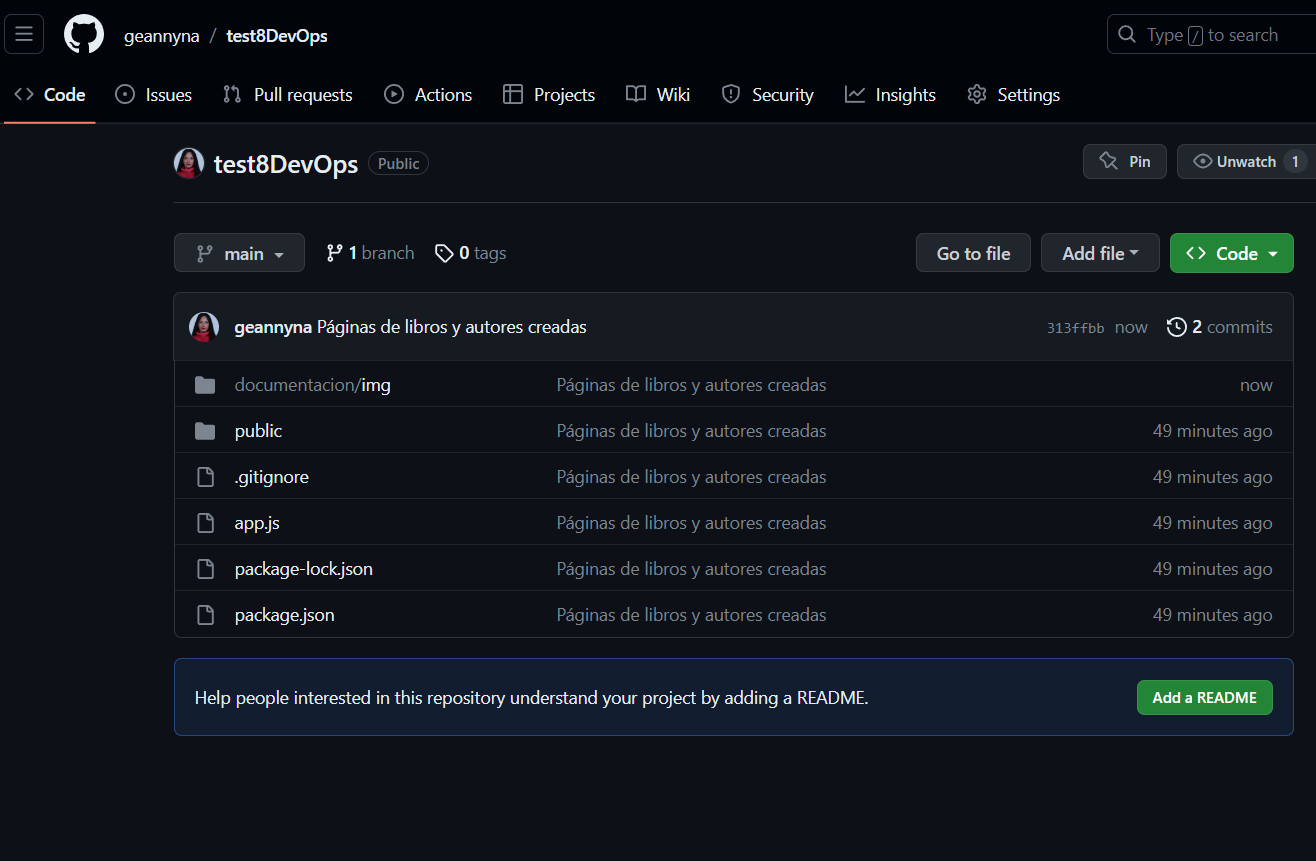 geannyna / test8DevOps
Type / to search
Code Issues Pull requests Actions Projects Wiki Security Insights Settings
test8DevOps Public
Pin Unwatch 1
main 1 branch 0 tags Go to file Add file Code
geannyna Páginas de libros y autores creadas 313ffbb now 2 commits
documentacion/img Páginas de libros y autores creadas now
public Páginas de libros y autores creadas 49 minutes ago
.gitignore Páginas de libros y autores creadas 49 minutes ago
app.js Páginas de libros y autores creadas 49 minutes ago
package-lock.json Páginas de libros y autores creadas 49 minutes ago
package.json Páginas de libros y autores creadas 49 minutes ago
Help people interested in this repository understand your project by adding a README. Add a README